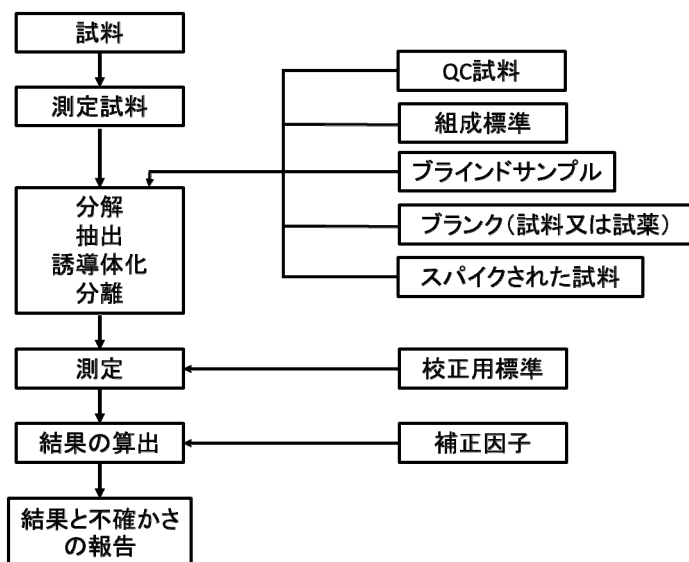 試料
測定試料
分解
抽出
誘導体化
分離
測定
結果の算出
結果と不確かさ
の報告
QC試料
組成標準
ブラインドサンプル
ブランク（試料又は試薬）
スパイクされた試料
校正用標準
補正因子